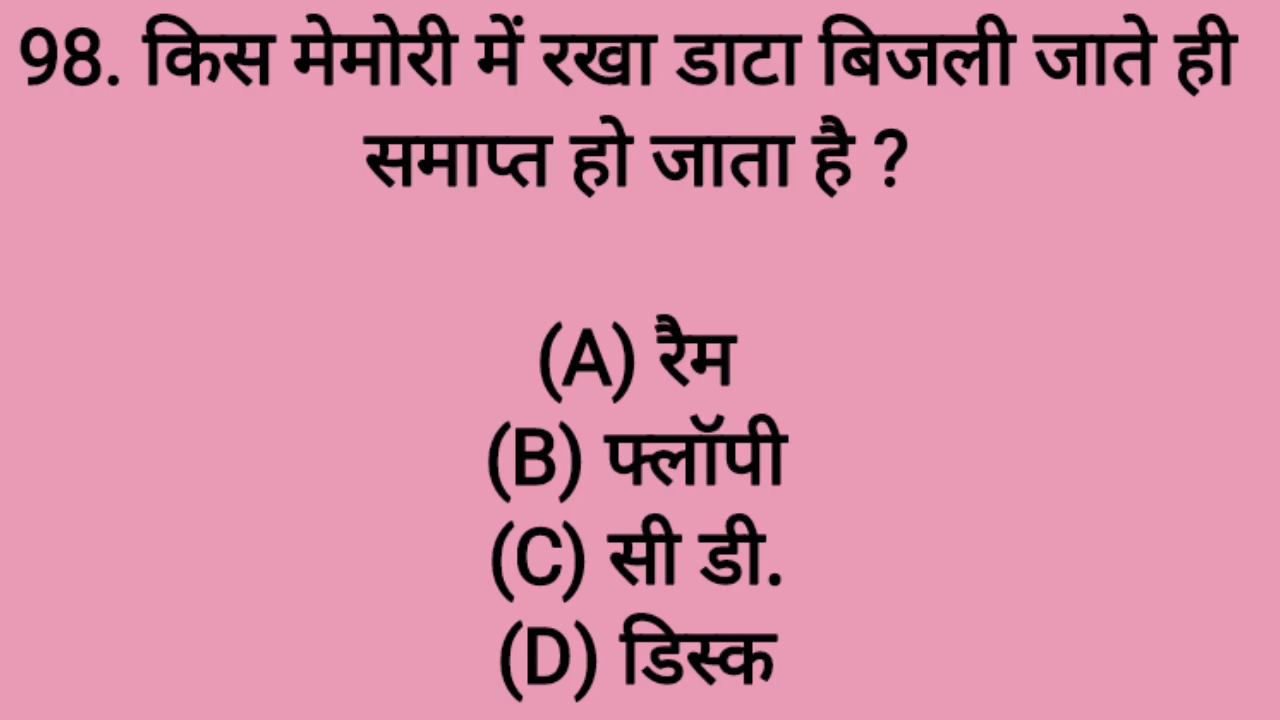 98. किस मेमोरी में रखा डाटा बिजली जाते ही
समाप्त हो जाता है ?
(A) रैम
(B) फ्लॉपी
(C) सी डी.
(D) डिस्क